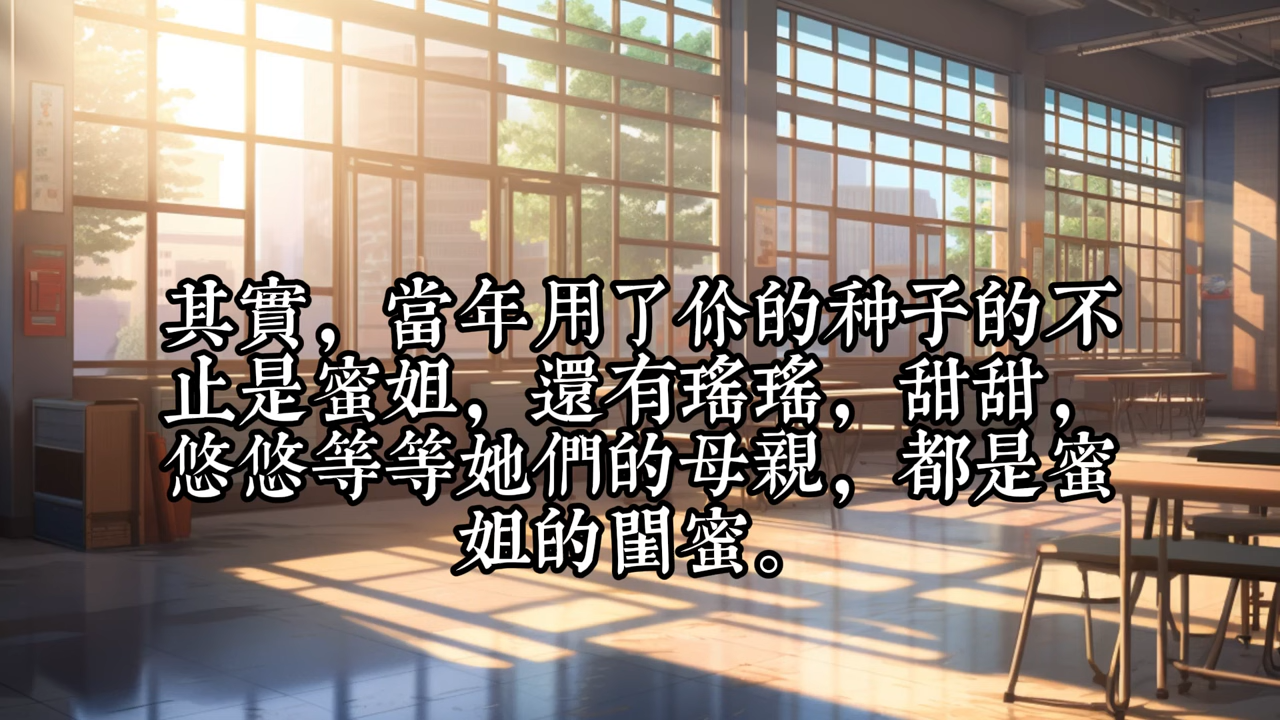 其實，當年用了你的种子的不
止是蜜姐，還有瑤瑤，甜甜，
悠悠等等她們的母親，都是蜜
姐的閨蜜。